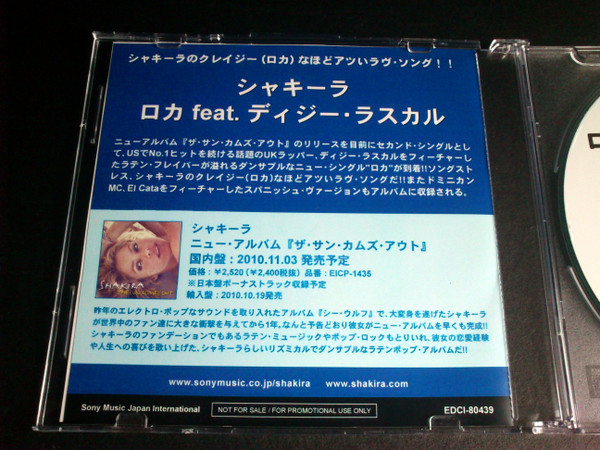 シャキーラのクレイジー(ロカ)なほどアツいラヴ・ソング!!
シャキーラ
ロカ feat. ディジー・ラスカル
ニューアルバム『ザ・サン・カムズ・アウト』のリリースを目前にセカンド・シングルとし
て、USでNo.1ヒットを続ける話題のUKラッパー、ディジー・ラスカルをフィーチャーし
たラテン・フレイバーが溢れるダンサブルなニュー・シングル"ロカ"が到着!!ソングスト
レス、シャキーラのクレイジー(ロカ)なほどアツいラヴ・ソングだ!!またドミニカン
MC, El Cataをフィーチャーしたスパニッシュ・ヴァージョンもアルバムに収録される。
SHAKIRA
シャキーラ
ニュー・アルバム『ザ・サン・カムズ・アウト』
国内盤:2010.11.03 発売予定
価格:¥2,520(¥2,400税抜)品番:EICP-1435
※日本盤ボーナストラック収録予定
輸入盤:2010.10.19発売
昨年のエレクトロ・ポップなサウンドを取り入れたアルバム『シー・ウルフ』で、大変身を遂げたシャキーラ
が世界中のファン達に大きな衝撃を与えてから1年。なんと予告どおり彼女がニュー・アルバムを早くも完成!!
シャキーラのファンデーションでもあるラテン・ミュージックやポップ・ロックもとりいれ、彼女の恋愛経験
や人生への喜びを歌い上げた、シャキーラらしいリズミカルでダンサブルなラテンポップ・アルバムだ!!
www.sonymusic.co.jp/shakira www.shakira.com
Sony Music Japan International NOT FOR SALE / FOR PROMOTIONAL USE ONLY EDCI-80439